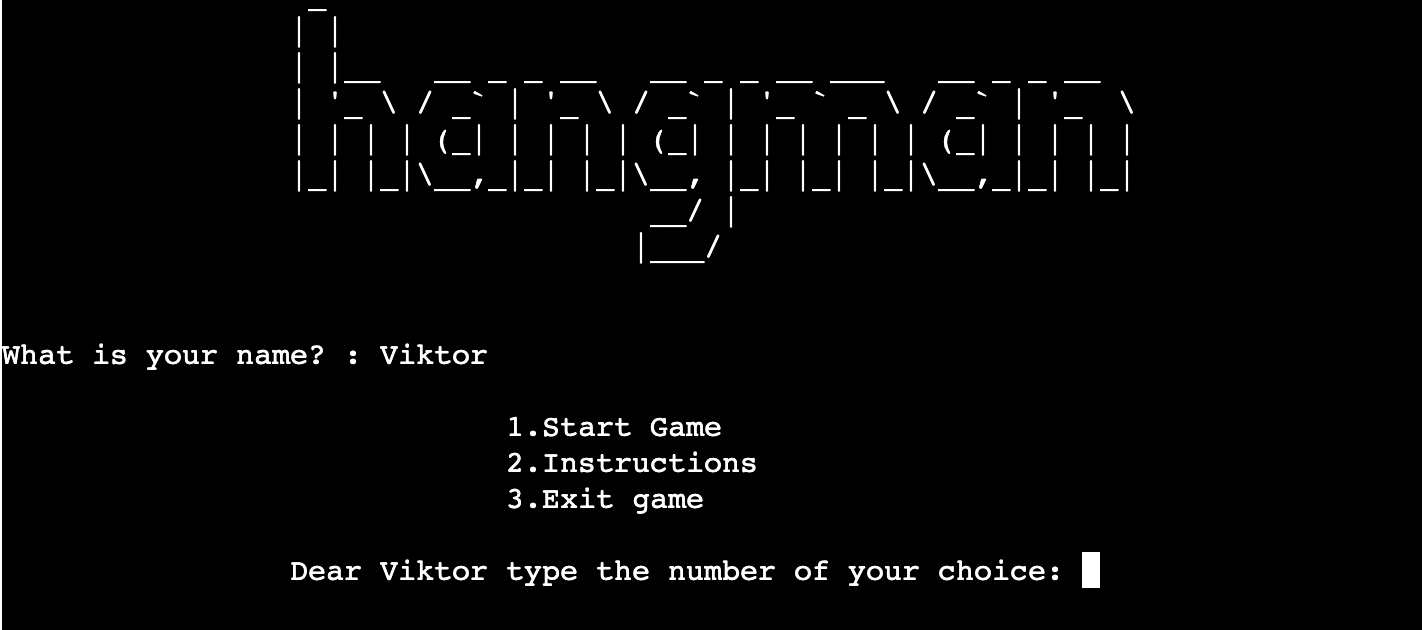 hangman
What is your name? : Viktor
1.Start Game
2.Instructions
3.Exit game
Dear Viktor type the number of your choice: